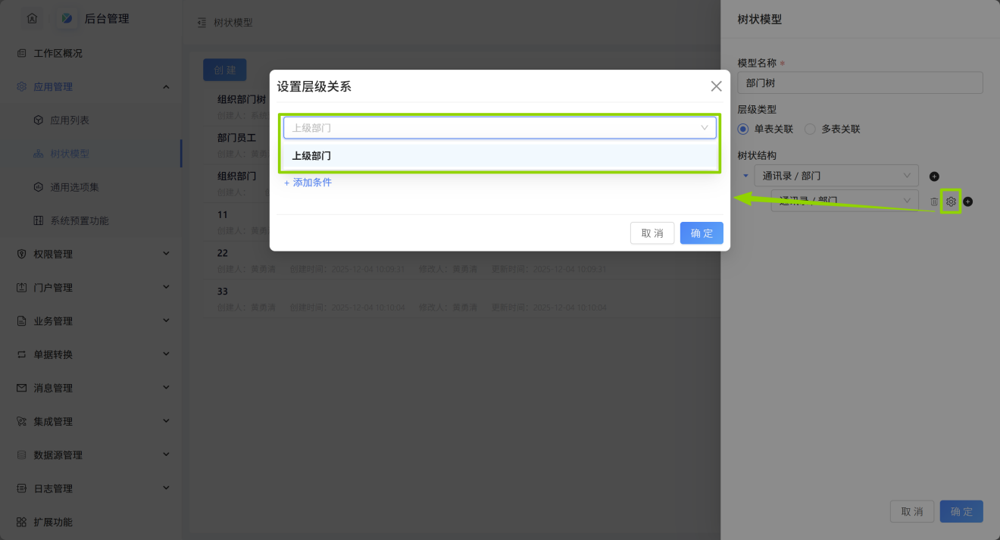 后台管理
工作区概况
应用管理
应用列表
树状模型
通用选项集
系统预置功能
权限管理
门户管理
业务管理
单据转换
消息管理
集成管理
数据源管理
日志管理
扩展功能
树状模型
创 建
组织部门树
创建人：系统
部门员工
创建人：黄勇
组织部门
创建人：
11
创建人：黄勇
22
创建人：黄勇清 创建时间：2025-12-04 10:09:31 修改人：黄勇清 更新时间：2025-12-04 10:09:31
33
创建人：黄勇清 创建时间：2025-12-04 10:10:04 修改人：黄勇清 更新时间：2025-12-04 10:10:04
设置层级关系
上级部门
上级部门
+ 添加条件
取 消 确 定
树状模型
模型名称 *
部门树
层级类型
单表关联 多表关联
树状结构
通讯录 / 部门
通讯录 / 部门
取 消 确 定